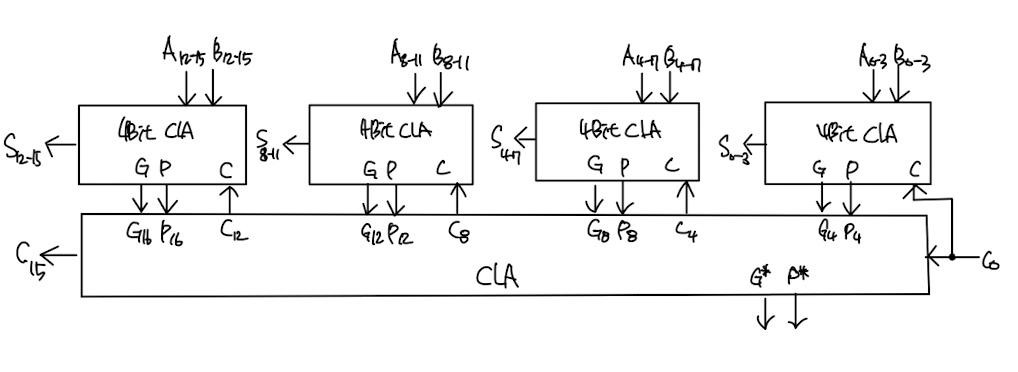 A12-15 B12-15 A8-11 B8-11 A4-7 B4-7 A0-3 B0-3
4Bit CLA 4Bit CLA 4Bit CLA 4Bit CLA
S12-15 S8-11 S4-7 S0-3
G P C G P C G P C G P C
G16 P16 C12 G12 P12 C8 G8 P8 C4 G4 P4
C15 C0
CLA G* P*